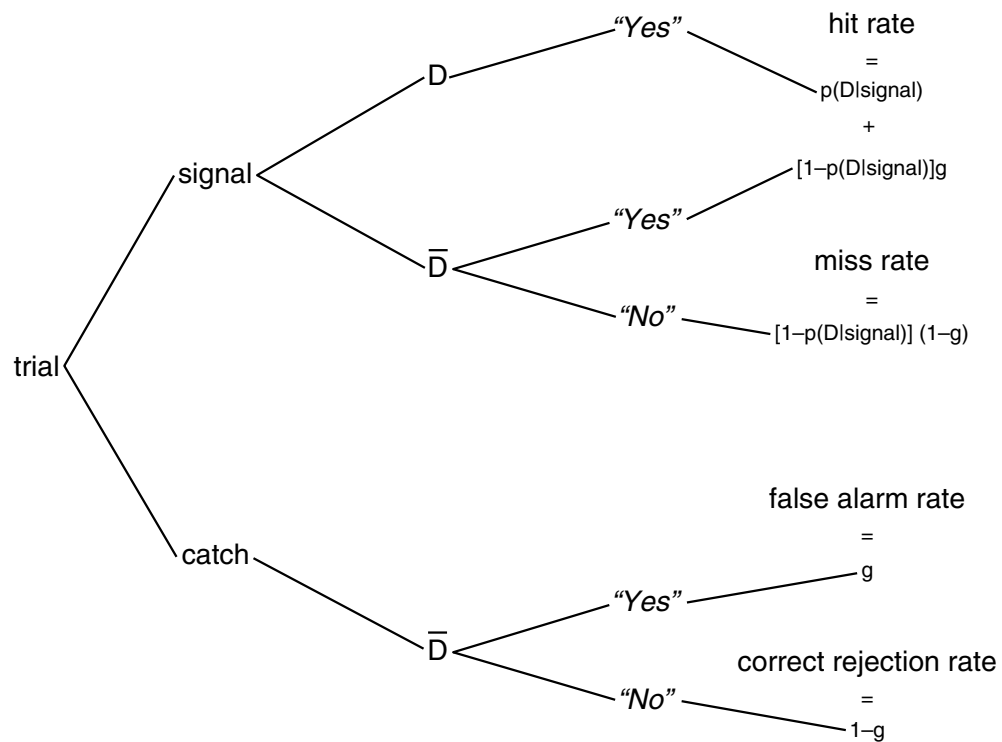 “Yes”
hit rate
=
p(D|signal)
+
D
signal
[1–p(D|signal)]g
“Yes”
D̅
miss rate
=
“No”
[1–p(D|signal)] (1–g)
trial
false alarm rate
=
g
catch
“Yes”
D̅
correct rejection rate
=
“No”
1–g